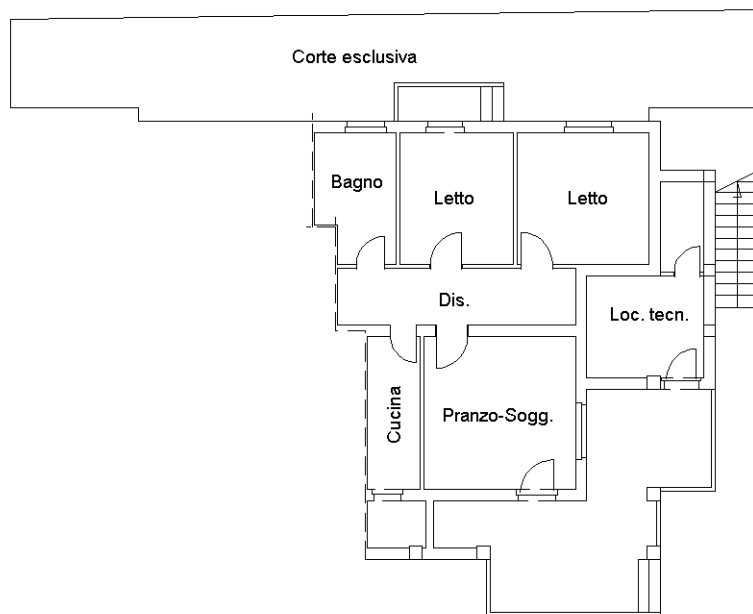 Corte esclusiva
Bagno
Letto
Letto
Dis.
Loc. tecn.
Cucina
Pranzo-Sogg.